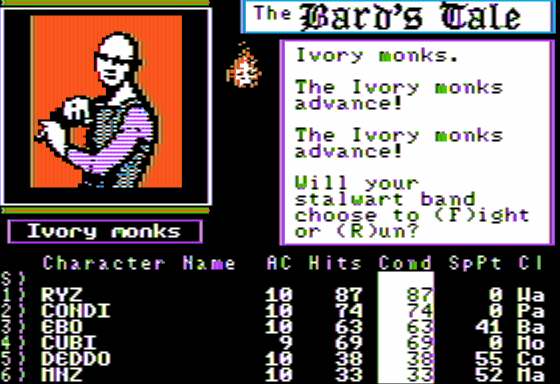 The Bard's Tale
Ivory monks.
The Ivory monks
advance!
The Ivory monks
advance!
Will your
stalwart band
choose to (F)ight
or (R)un?
Ivory monks
Character Name AC Hits Cond SpPt Cl
S)
1) RYZ 10 87 87 0 Wa
2) CONDI 10 74 74 0 Pa
3) EBO 10 63 63 41 Ba
4) CUBI 9 69 69 0 Mo
5) DEDDO 10 38 38 55 Co
6) MNZ 10 33 33 52 Ma